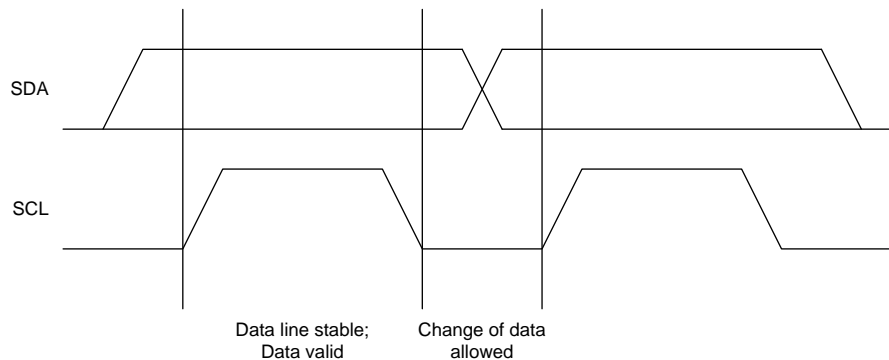 SDA
SCL
Data line stable;
Data valid
Change of data
allowed